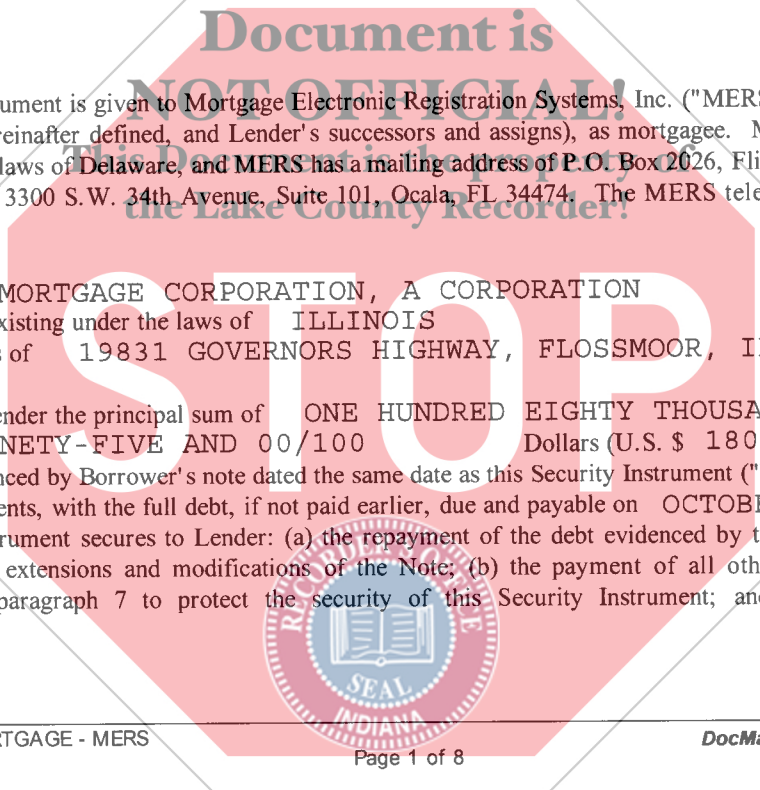 Document is
NOT OFFICIAL!
This Document is the property of
the Lake County Recorder!
ument is given to Mortgage Electronic Registration Systems, Inc. ("MERS
reinafter defined, and Lender's successors and assigns), as mortgagee. M
laws of Delaware, and MERS has a mailing address of P.O. Box 2026, Fli
3300 S.W. 34th Avenue, Suite 101, Ocala, FL 34474. The MERS tele
MORTGAGE CORPORATION, A CORPORATION
xisting under the laws of ILLINOIS
s of 19831 GOVERNORS HIGHWAY, FLOSSMOOR, I
STOP
ender the principal sum of ONE HUNDRED EIGHTY THOUSA
NETY-FIVE AND 00/100 Dollars (U.S. $ 180
nced by Borrower's note dated the same date as this Security Instrument ("
ents, with the full debt, if not paid earlier, due and payable on OCTOBE
rument secures to Lender: (a) the repayment of the debt evidenced by t
extensions and modifications of the Note; (b) the payment of all oth
paragraph 7 to protect the security of this Security Instrument; and
RECORDER'S OFFICE
SEAL
INDIANA
RTGAGE - MERS
DocMa
Page 1 of 8